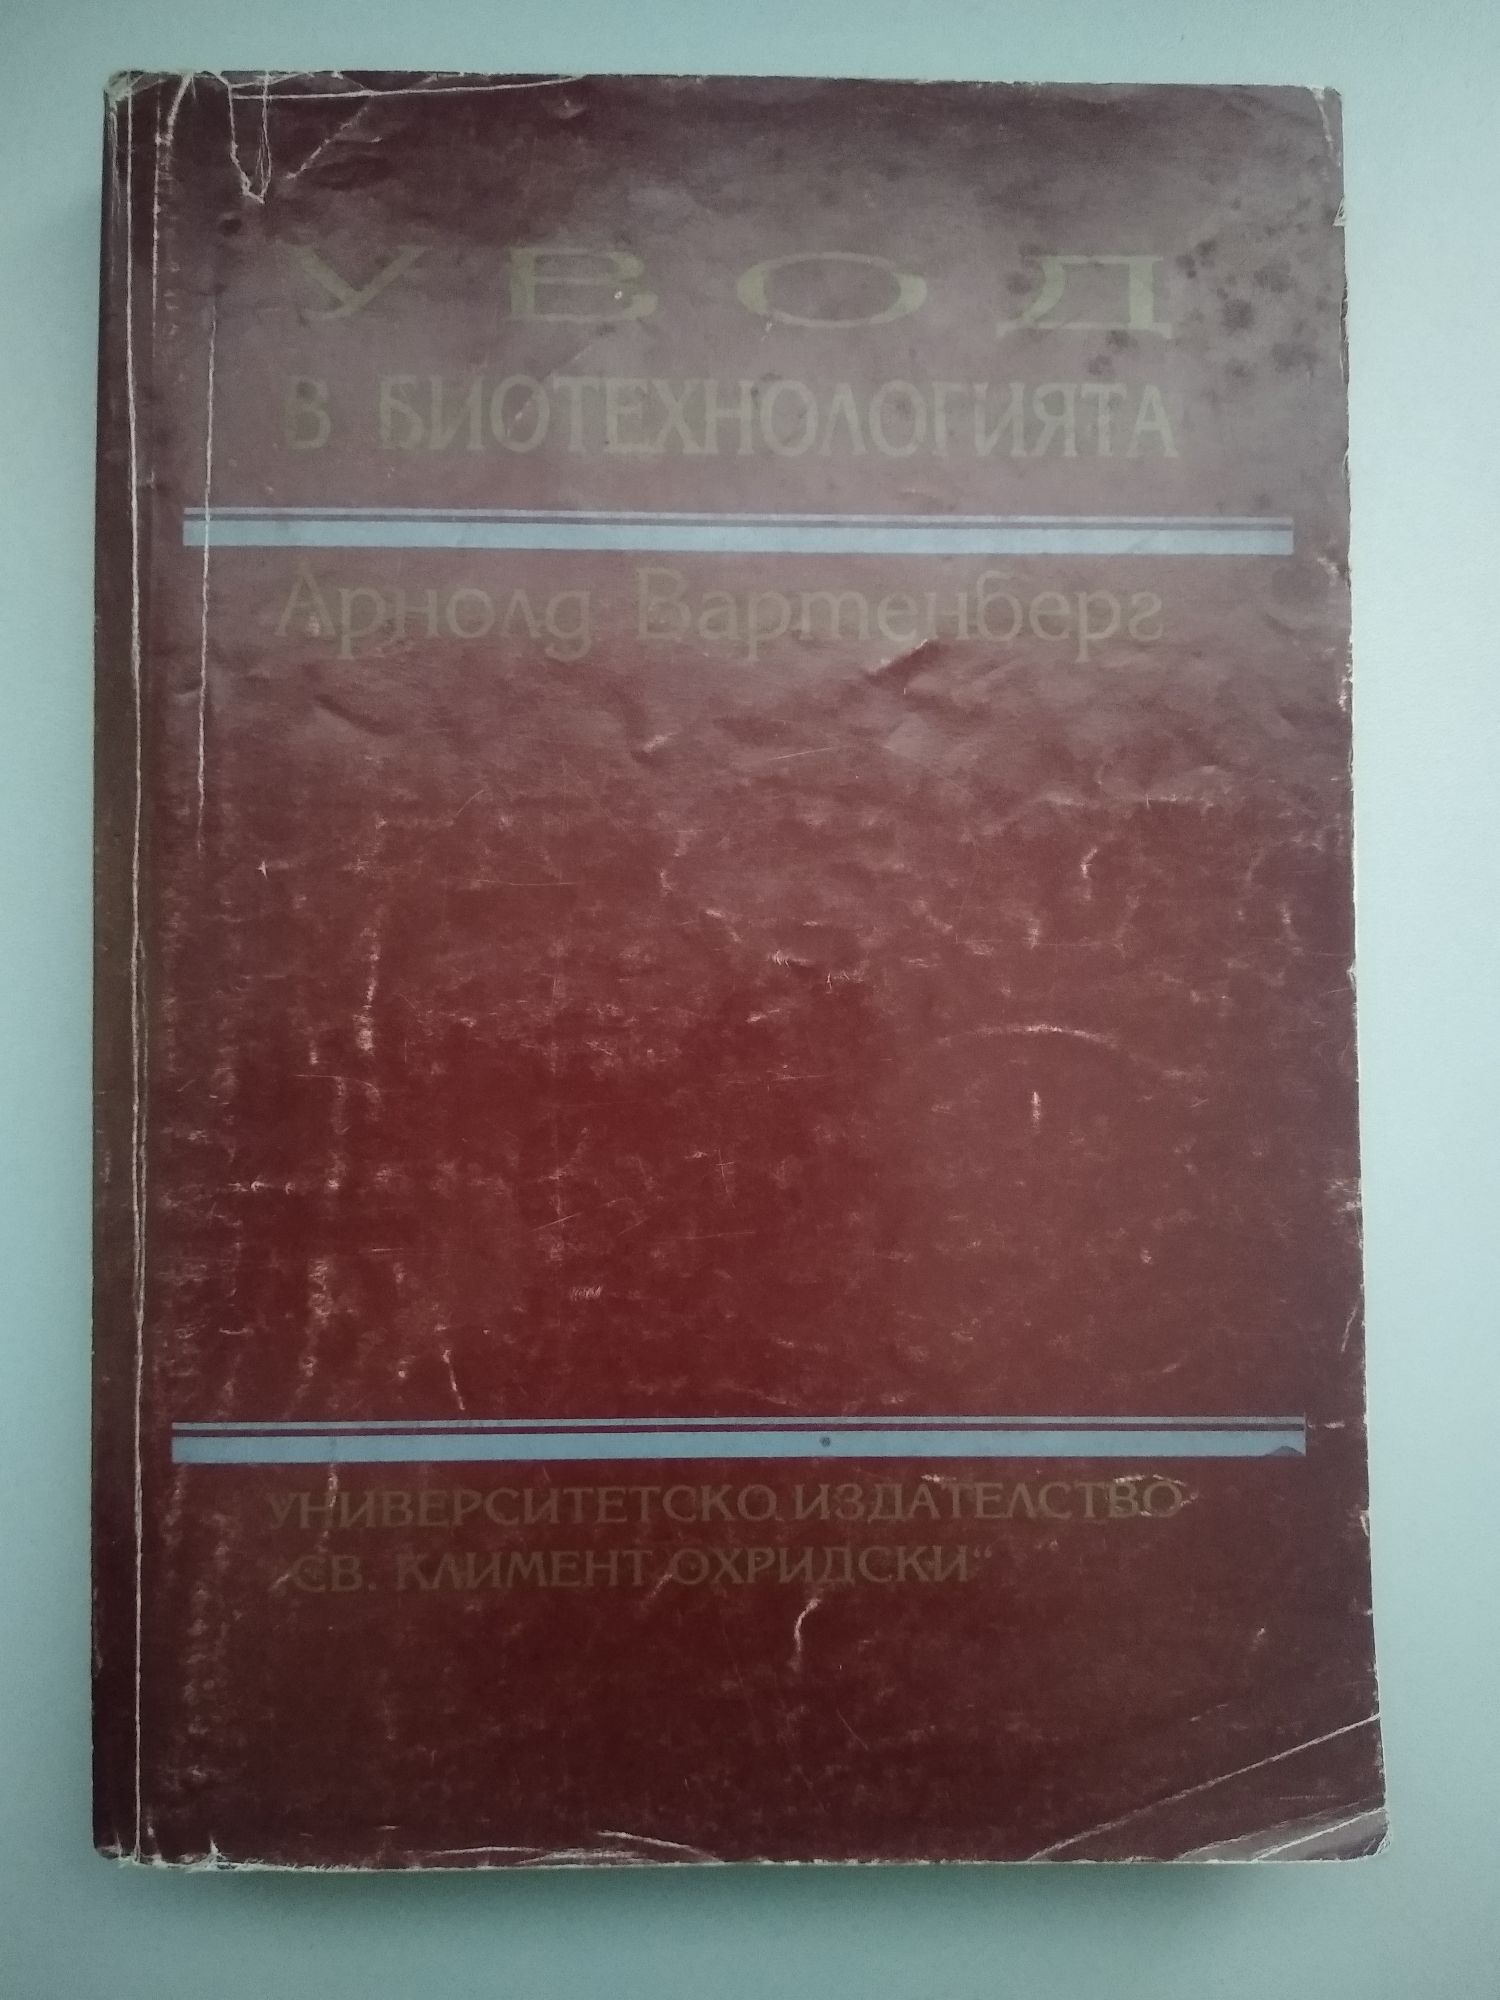 УВОД
В БИОТЕХНОЛОГИЯТА
Арнолд Вартенберг
УНИВЕРСИТЕТСКО ИЗДАТЕЛСТВО
„СВ. КЛИМЕНТ ОХРИДСКИ“